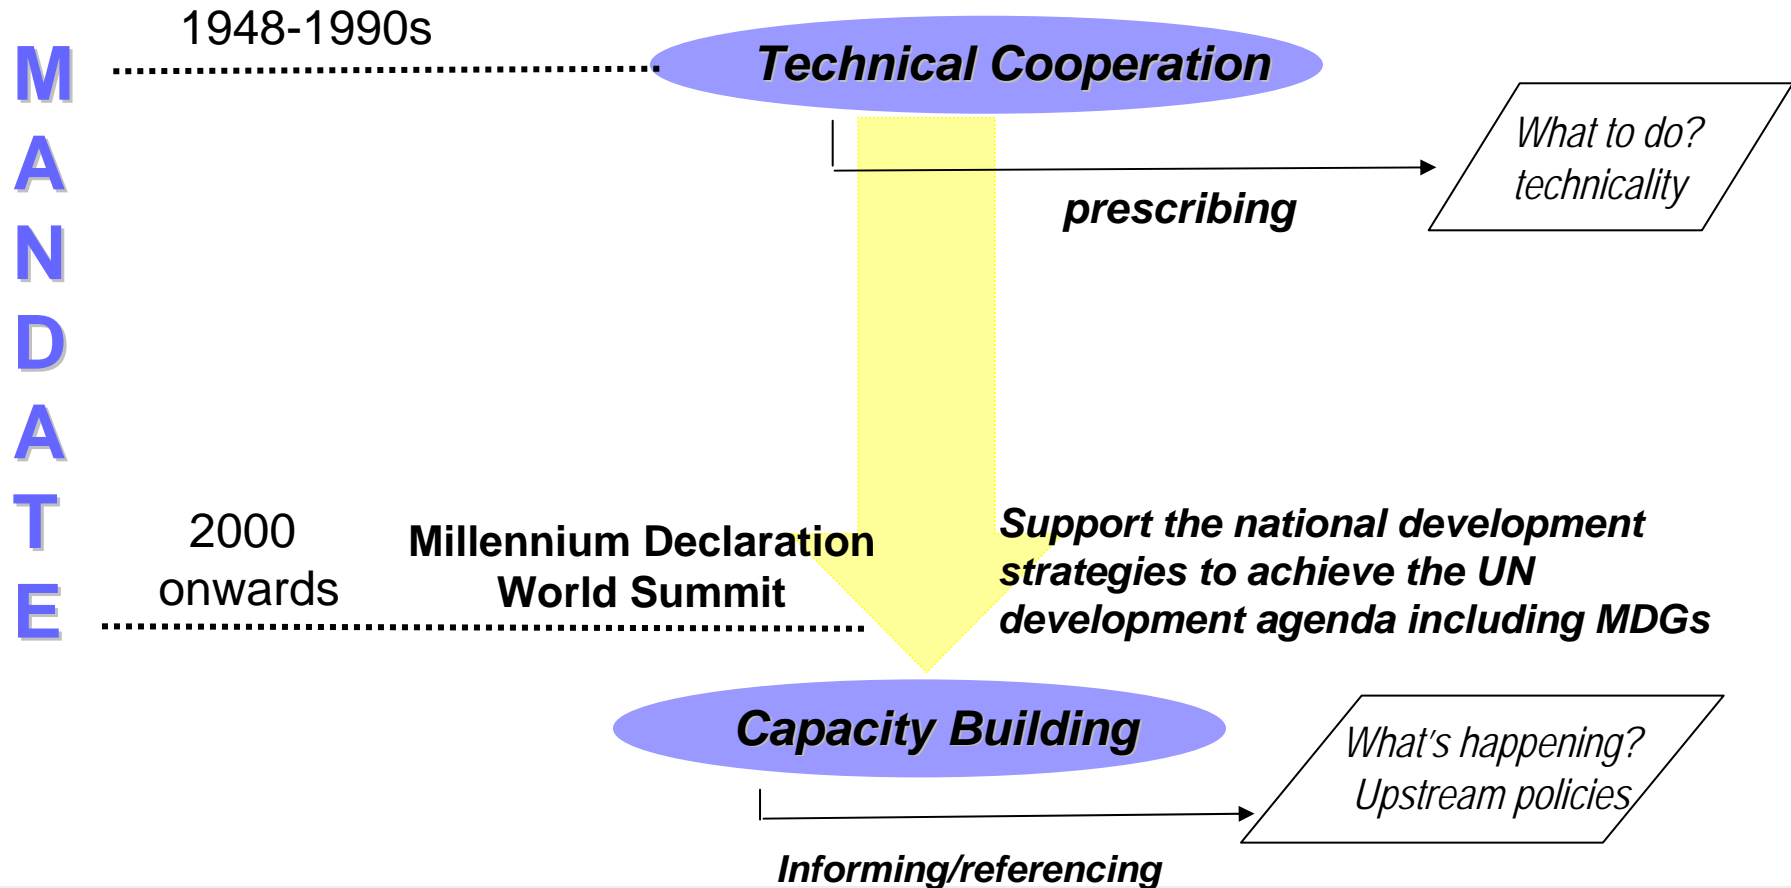 MANDATE
1948-1990s
Technical Cooperation
What to do?
technicality
prescribing
2000
onwards
Millennium Declaration
World Summit
Support the national development
strategies to achieve the UN
development agenda including MDGs
Capacity Building
What's happening?
Upstream policies
Informing/referencing